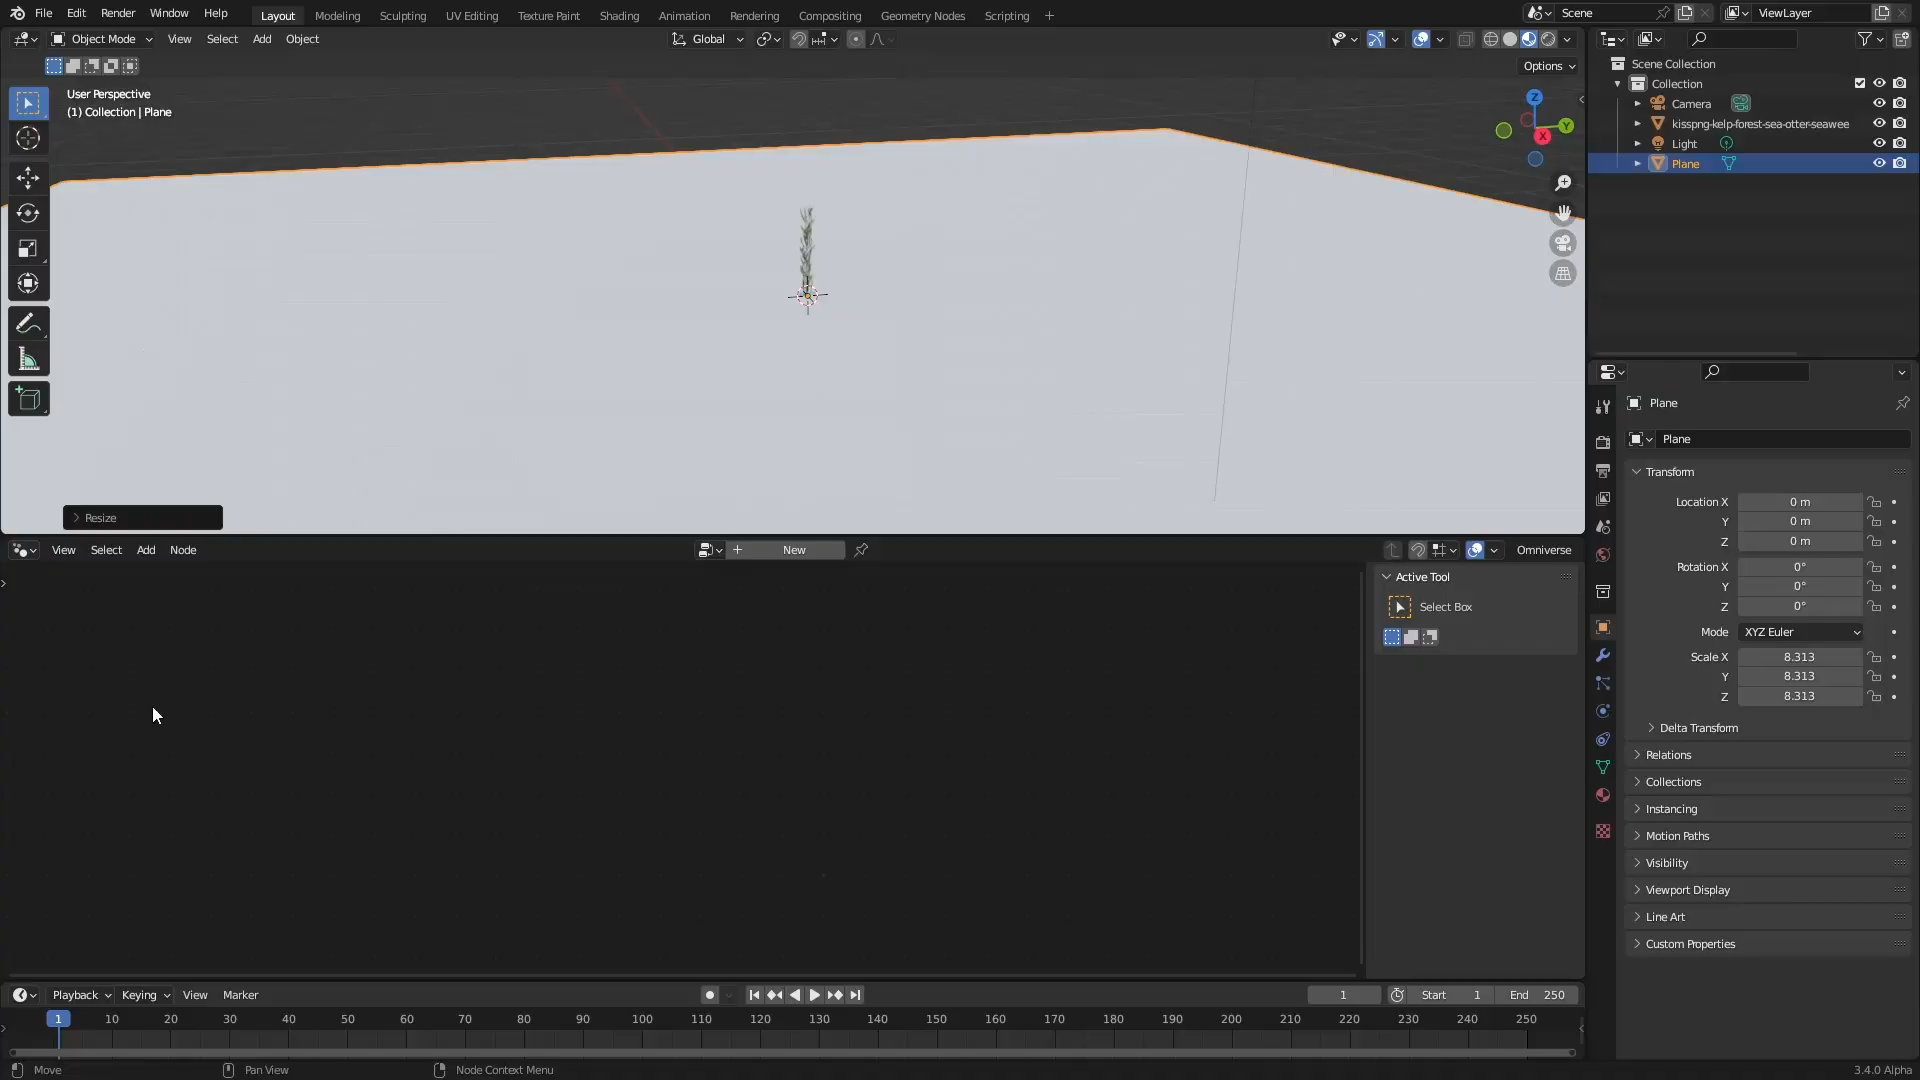 File Edit Render Window Help Layout Modeling Sculpting UV Editing Texture Paint Shading Animation Rendering Compositing Geometry Nodes Scripting + Scene ViewLayer
Object Mode View Select Add Object Global
Options
User Perspective
(1) Collection | Plane
Z
Y
X
Resize
Scene Collection
Collection
Camera
kisspng-kelp-forest-sea-otter-seawee
Light
Plane
Plane
Plane
Transform
Location X 0 m
Y 0 m
Z 0 m
Rotation X 0°
Y 0°
Z 0°
Mode XYZ Euler
Scale X 8.313
Y 8.313
Z 8.313
Delta Transform
Relations
Collections
Instancing
Motion Paths
Visibility
Viewport Display
Line Art
Custom Properties
View Select Add Node + New Omniverse
Active Tool
Select Box
Playback Keying View Marker 1 Start 1 End 250
1 10 20 30 40 50 60 70 80 90 100 110 120 130 140 150 160 170 180 190 200 210 220 230 240 250
Move Pan View Node Context Menu 3.4.0 Alpha